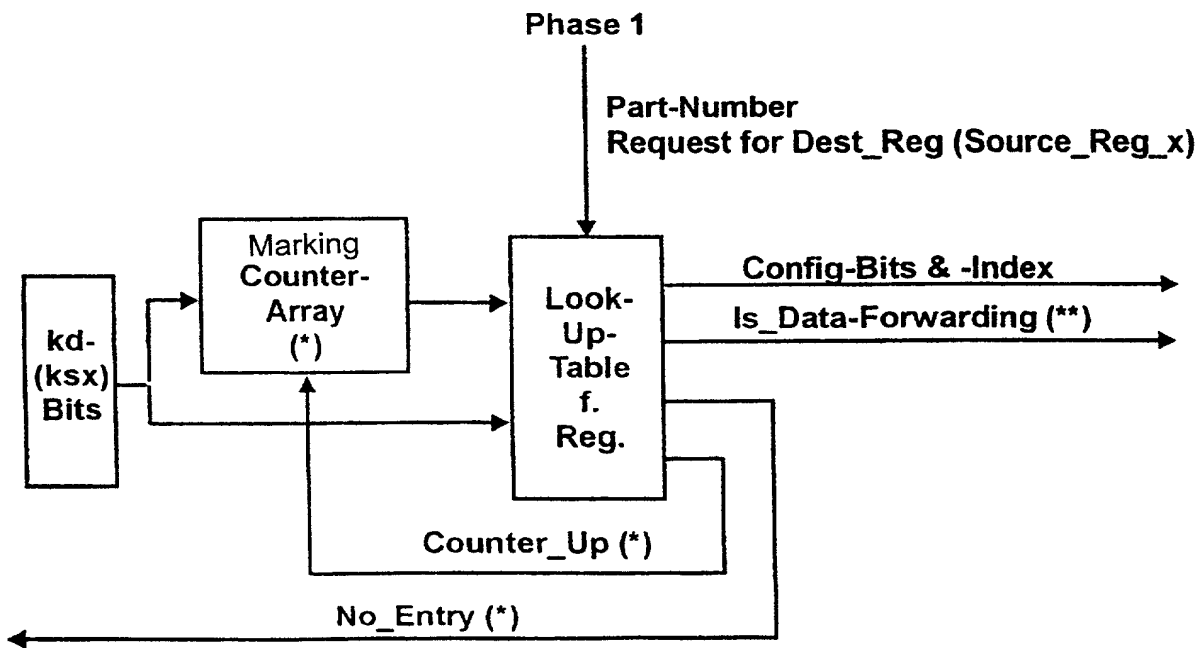 Phase 1
Part-Number
Request for Dest_Reg (Source_Reg_x)
Marking
Counter-
Array
(*)
kd-
(ksx)
Bits
Look-
Up-
Table
f.
Reg.
Config-Bits & -Index
Is_Data-Forwarding (**)
Counter_Up (*)
No_Entry (*)